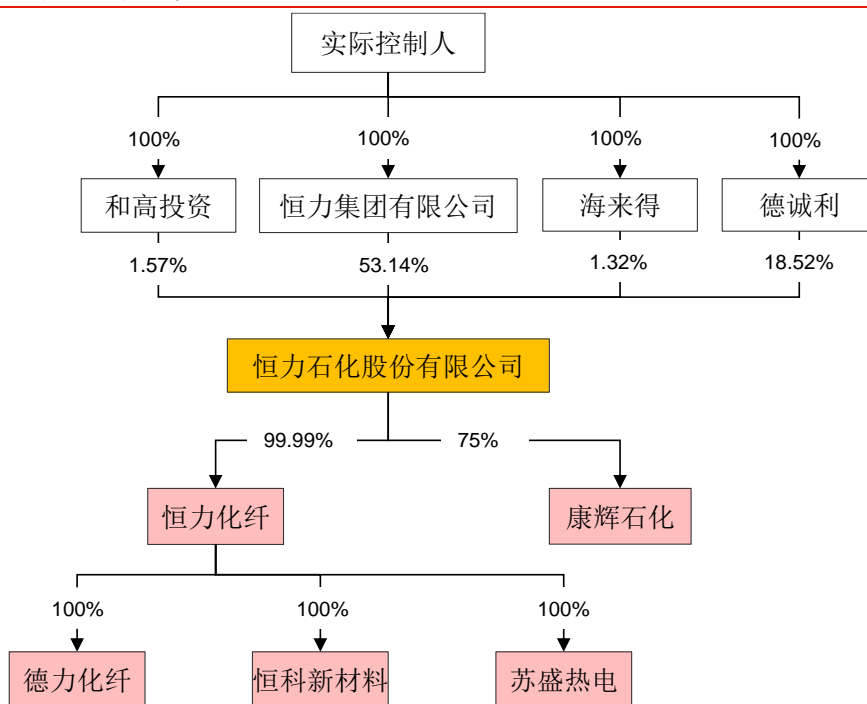 实际控制人
100%
100%
100%
100%
和高投资
恒力集团有限公司
海来得
德诚利
1.57%
53.14%
1.32%
18.52%
恒力石化股份有限公司
99.99%
75%
恒力化纤
康辉石化
100%
100%
100%
德力化纤
恒科新材料
苏盛热电